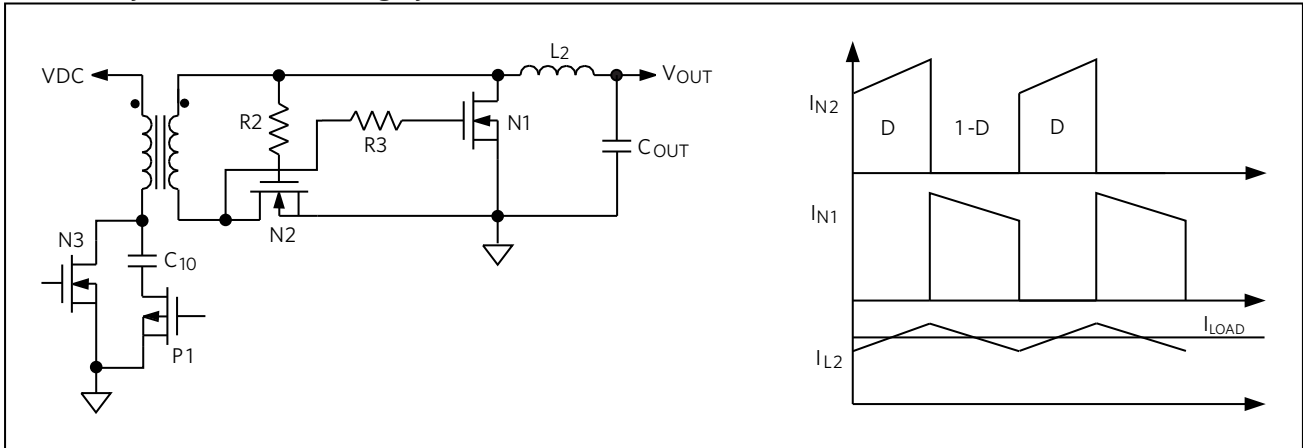 VDC
L2
VOUT
R2
R3
N1
COUT
N2
N3
C10
P1
IN2
D
1-D
D
IN1
ILOAD
IL2